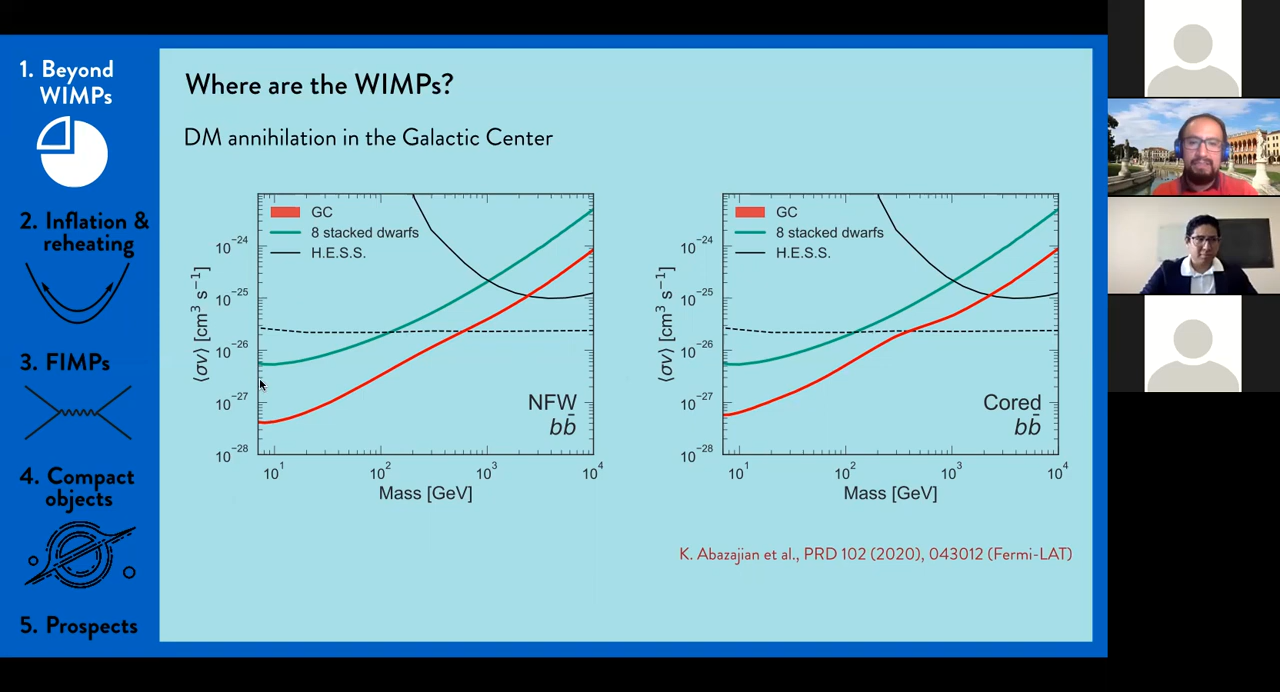 1. Beyond
WIMPs
2. Inflation &
reheating
3. FIMPs
4. Compact
objects
5. Prospects
Where are the WIMPs?
DM annihilation in the Galactic Center
GC
8 stacked dwarfs
H.E.S.S.
10⁻²⁴
10⁻²⁵
10⁻²⁶
10⁻²⁷
10⁻²⁸
⟨σv⟩ [cm³ s⁻¹]
NFW
bb̄
10¹ 10² 10³ 10⁴
Mass [GeV]
GC
8 stacked dwarfs
H.E.S.S.
10⁻²⁴
10⁻²⁵
10⁻²⁶
10⁻²⁷
10⁻²⁸
⟨σv⟩ [cm³ s⁻¹]
Cored
bb̄
10¹ 10² 10³ 10⁴
Mass [GeV]
K. Abazajian et al., PRD 102 (2020), 043012 (Fermi-LAT)